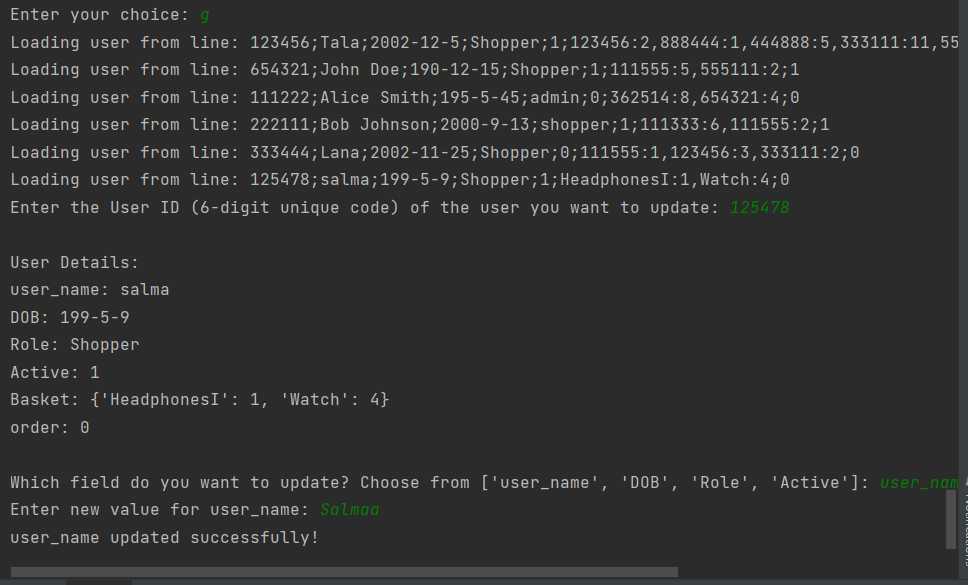 Enter your choice: g
Loading user from line: 123456;Tala;2002-12-5;Shopper;1;123456:2,888444:1,444888:5,333111:11,55
Loading user from line: 654321;John Doe;190-12-15;Shopper;1;111555:5,555111:2;1
Loading user from line: 111222;Alice Smith;195-5-45;admin;0;362514:8,654321:4;0
Loading user from line: 222111;Bob Johnson;2000-9-13;shopper;1;111333:6,111555:2;1
Loading user from line: 333444;Lana;2002-11-25;Shopper;0;111555:1,123456:3,333111:2;0
Loading user from line: 125478;salma;199-5-9;Shopper;1;HeadphonesI:1,Watch:4;0
Enter the User ID (6-digit unique code) of the user you want to update: 125478
User Details:
user_name: salma
DOB: 199-5-9
Role: Shopper
Active: 1
Basket: {'HeadphonesI': 1, 'Watch': 4}
order: 0
Which field do you want to update? Choose from ['user_name', 'DOB', 'Role', 'Active']: user_nam
Enter new value for user_name: Salmaa
user_name updated successfully!